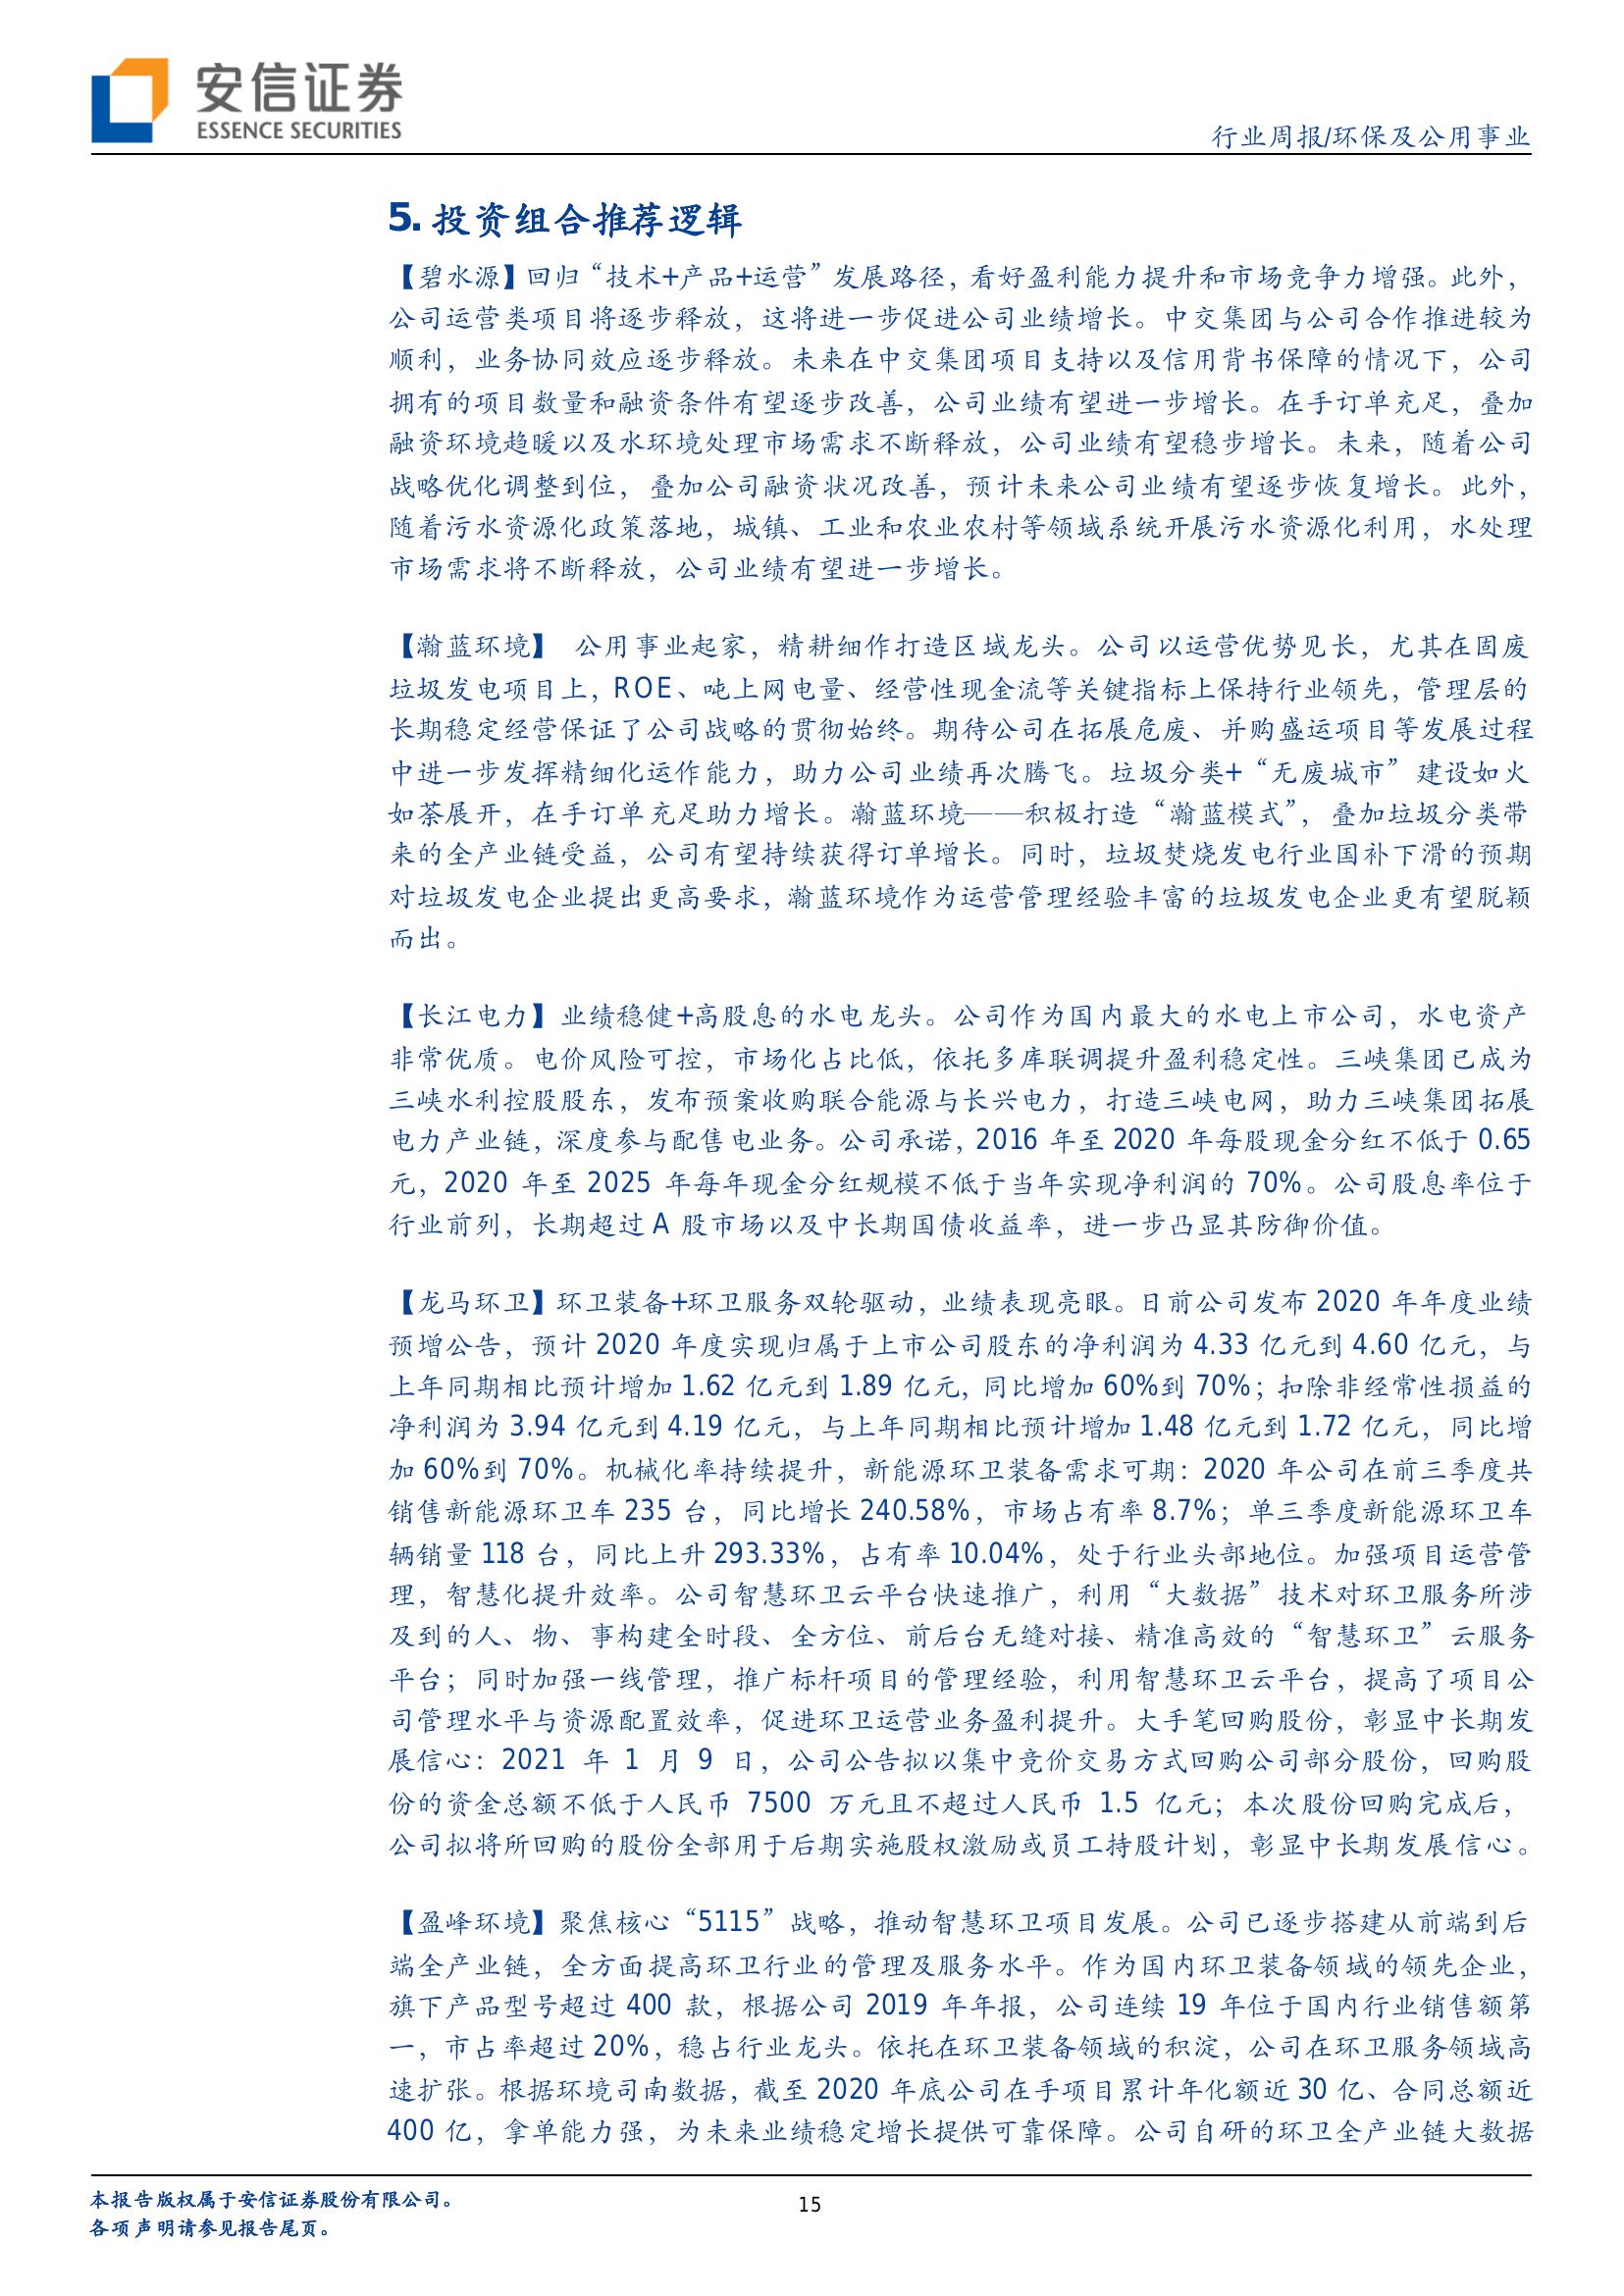 安信证券
ESSENCE SECURITIES
行业周报/环保及公用事业
5. 投资组合推荐逻辑
【碧水源】回归“技术+产品+运营”发展路径，看好盈利能力提升和市场竞争力增强。此外，
公司运营类项目将逐步释放，这将进一步促进公司业绩增长。中交集团与公司合作推进较为
顺利，业务协同效应逐步释放。未来在中交集团项目支持以及信用背书保障的情况下，公司
拥有的项目数量和融资条件有望逐步改善，公司业绩有望进一步增长。在手订单充足，叠加
融资环境趋暖以及水环境处理市场需求不断释放，公司业绩有望稳步增长。未来，随着公司
战略优化调整到位，叠加公司融资状况改善，预计未来公司业绩有望逐步恢复增长。此外，
随着污水资源化政策落地，城镇、工业和农业农村等领域系统开展污水资源化利用，水处理
市场需求将不断释放，公司业绩有望进一步增长。
【瀚蓝环境】 公用事业起家，精耕细作打造区域龙头。公司以运营优势见长，尤其在固废
垃圾发电项目上，ROE、吨上网电量、经营性现金流等关键指标上保持行业领先，管理层的
长期稳定经营保证了公司战略的贯彻始终。期待公司在拓展危废、并购盛运项目等发展过程
中进一步发挥精细化运作能力，助力公司业绩再次腾飞。垃圾分类+“无废城市”建设如火
如荼展开，在手订单充足助力增长。瀚蓝环境——积极打造“瀚蓝模式”，叠加垃圾分类带
来的全产业链受益，公司有望持续获得订单增长。同时，垃圾焚烧发电行业国补下滑的预期
对垃圾发电企业提出更高要求，瀚蓝环境作为运营管理经验丰富的垃圾发电企业更有望脱颖
而出。
【长江电力】业绩稳健+高股息的水电龙头。公司作为国内最大的水电上市公司，水电资产
非常优质。电价风险可控，市场化占比低，依托多库联调提升盈利稳定性。三峡集团已成为
三峡水利控股股东，发布预案收购联合能源与长兴电力，打造三峡电网，助力三峡集团拓展
电力产业链，深度参与配售电业务。公司承诺，2016 年至 2020 年每股现金分红不低于 0.65
元，2020 年至 2025 年每年现金分红规模不低于当年实现净利润的 70%。公司股息率位于
行业前列，长期超过 A 股市场以及中长期国债收益率，进一步凸显其防御价值。
【龙马环卫】环卫装备+环卫服务双轮驱动，业绩表现亮眼。日前公司发布 2020 年年度业绩
预增公告，预计 2020 年度实现归属于上市公司股东的净利润为 4.33 亿元到 4.60 亿元，与
上年同期相比预计增加 1.62 亿元到 1.89 亿元，同比增加 60%到 70%；扣除非经常性损益的
净利润为 3.94 亿元到 4.19 亿元，与上年同期相比预计增加 1.48 亿元到 1.72 亿元，同比增
加 60%到 70%。机械化率持续提升，新能源环卫装备需求可期：2020 年公司在前三季度共
销售新能源环卫车 235 台，同比增长 240.58%，市场占有率 8.7%；单三季度新能源环卫车
辆销量 118 台，同比上升 293.33%，占有率 10.04%，处于行业头部地位。加强项目运营管
理，智慧化提升效率。公司智慧环卫云平台快速推广，利用“大数据”技术对环卫服务所涉
及到的人、物、事构建全时段、全方位、前后台无缝对接、精准高效的“智慧环卫”云服务
平台；同时加强一线管理，推广标杆项目的管理经验，利用智慧环卫云平台，提高了项目公
司管理水平与资源配置效率，促进环卫运营业务盈利提升。大手笔回购股份，彰显中长期发
展信心：2021 年 1 月 9 日，公司公告拟以集中竞价交易方式回购公司部分股份，回购股
份的资金总额不低于人民币 7500 万元且不超过人民币 1.5 亿元；本次股份回购完成后，
公司拟将所回购的股份全部用于后期实施股权激励或员工持股计划，彰显中长期发展信心。
【盈峰环境】聚焦核心“5115”战略，推动智慧环卫项目发展。公司已逐步搭建从前端到后
端全产业链，全方面提高环卫行业的管理及服务水平。作为国内环卫装备领域的领先企业，
旗下产品型号超过 400 款，根据公司 2019 年年报，公司连续 19 年位于国内行业销售额第
一，市占率超过 20%，稳占行业龙头。依托在环卫装备领域的积淀，公司在环卫服务领域高
速扩张。根据环境司南数据，截至 2020 年底公司在手项目累计年化额近 30 亿、合同总额近
400 亿，拿单能力强，为未来业绩稳定增长提供可靠保障。公司自研的环卫全产业链大数据
本报告版权属于安信证券股份有限公司。
各项声明请参见报告尾页。
15